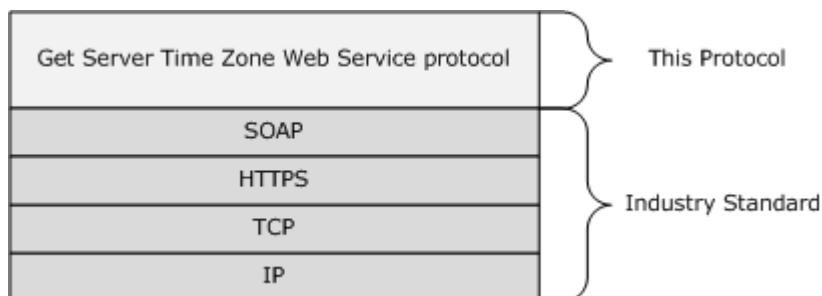 Get Server Time Zone Web Service protocol
This Protocol
SOAP
HTTPS
TCP
IP
Industry Standard